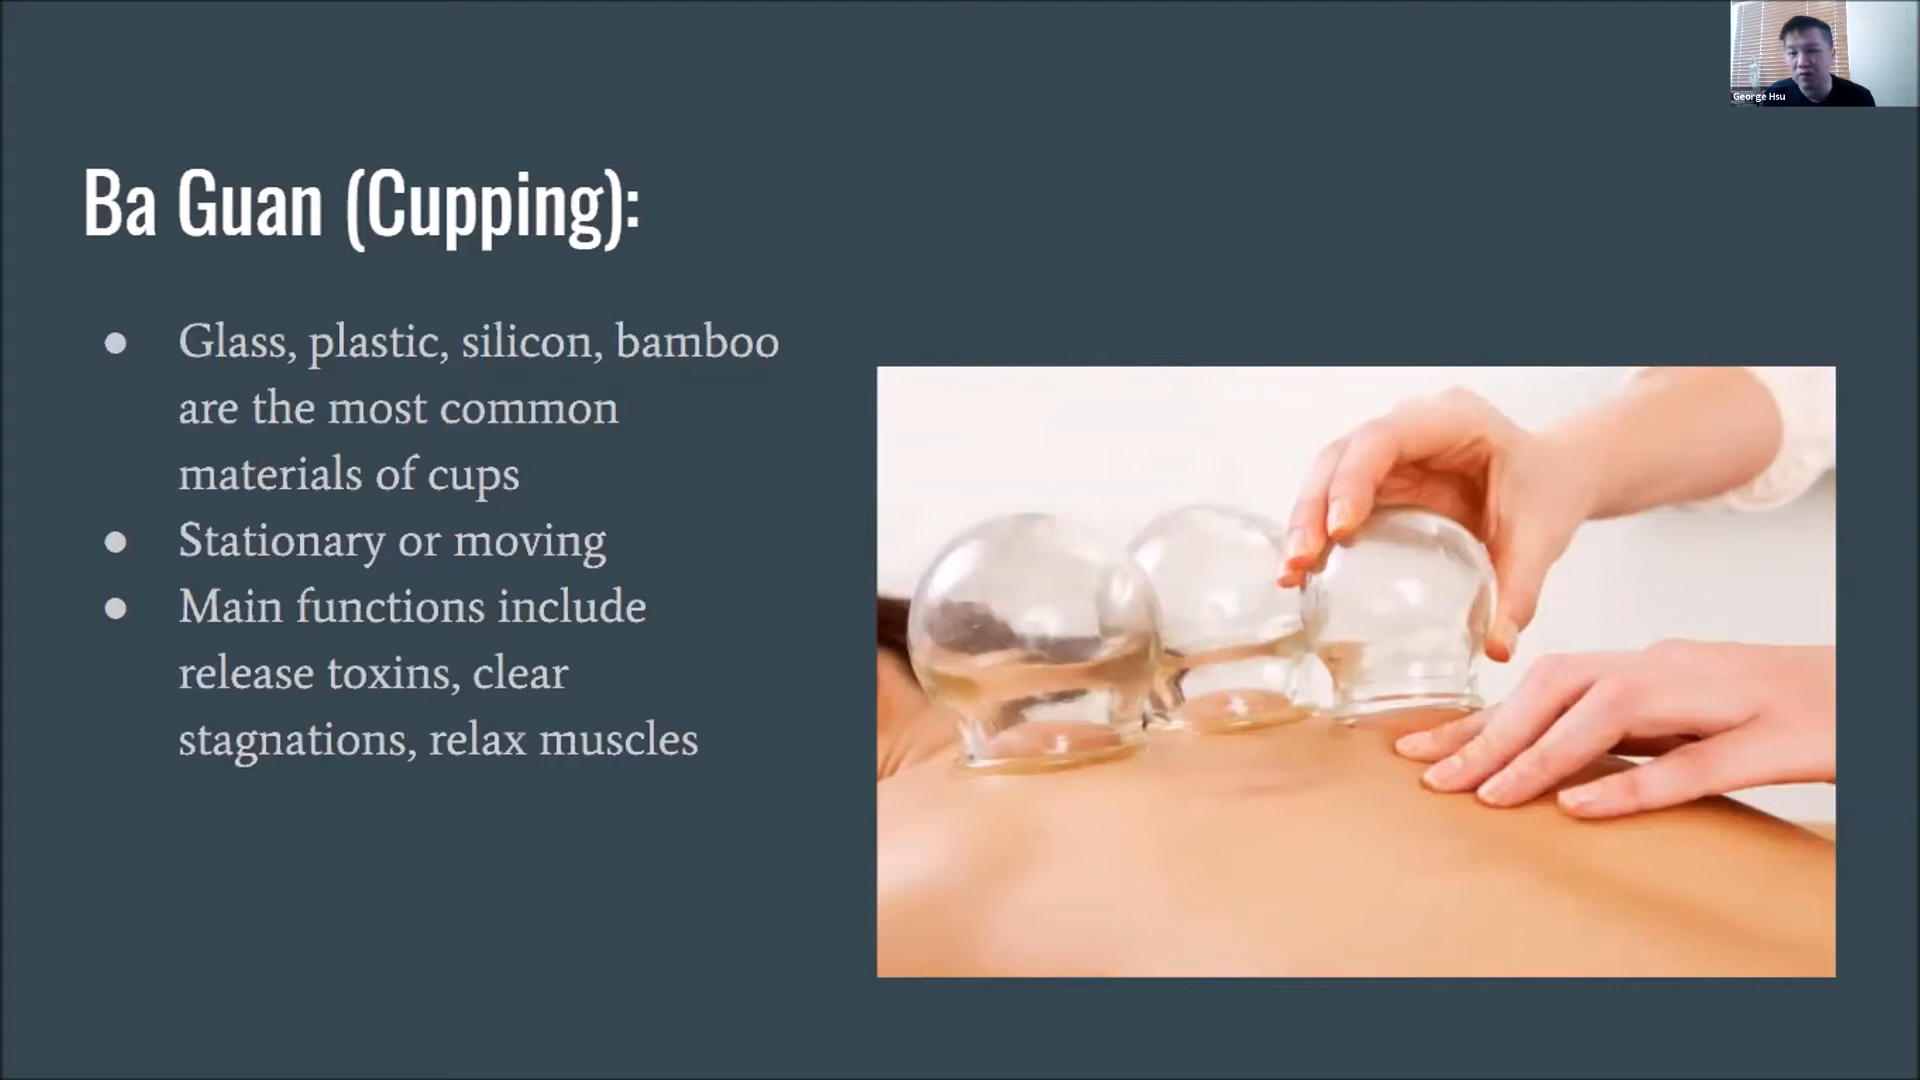 George Hsu
Ba Guan (Cupping):
● Glass, plastic, silicon, bamboo
are the most common
materials of cups
● Stationary or moving
● Main functions include
release toxins, clear
stagnations, relax muscles